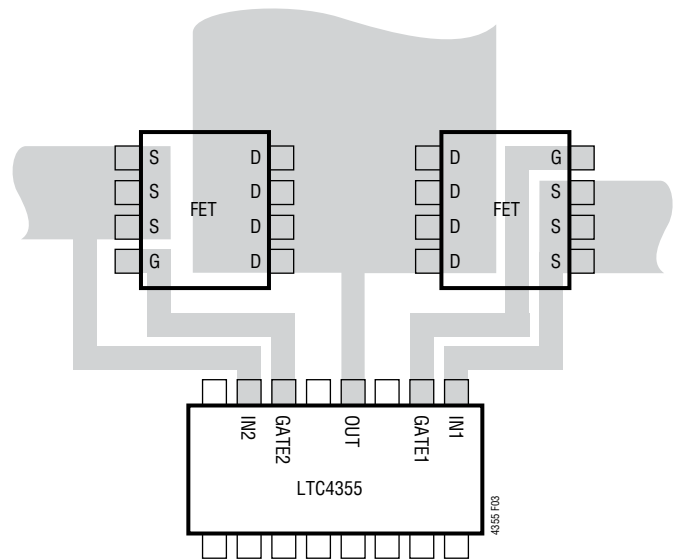 S D
S D
S D
G D
FET
D G
D S
D S
D S
FET
IN2
GATE2
OUT
GATE1
IN1
LTC4355
4355 F03